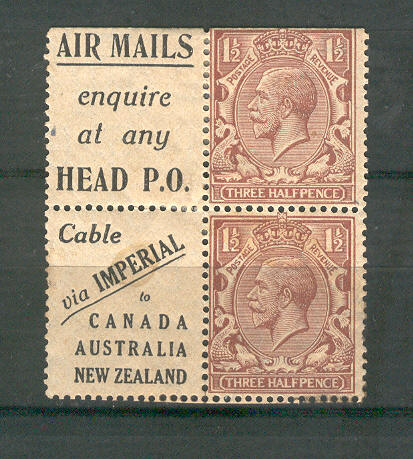 AIR MAILS
enquire
at any
HEAD P.O.
1½ 1½
POSTAGE REVENUE
THREE HALFPENCE
Cable
via IMPERIAL
to
CANADA
AUSTRALIA
NEW ZEALAND
1½ 1½
POSTAGE REVENUE
THREE HALFPENCE